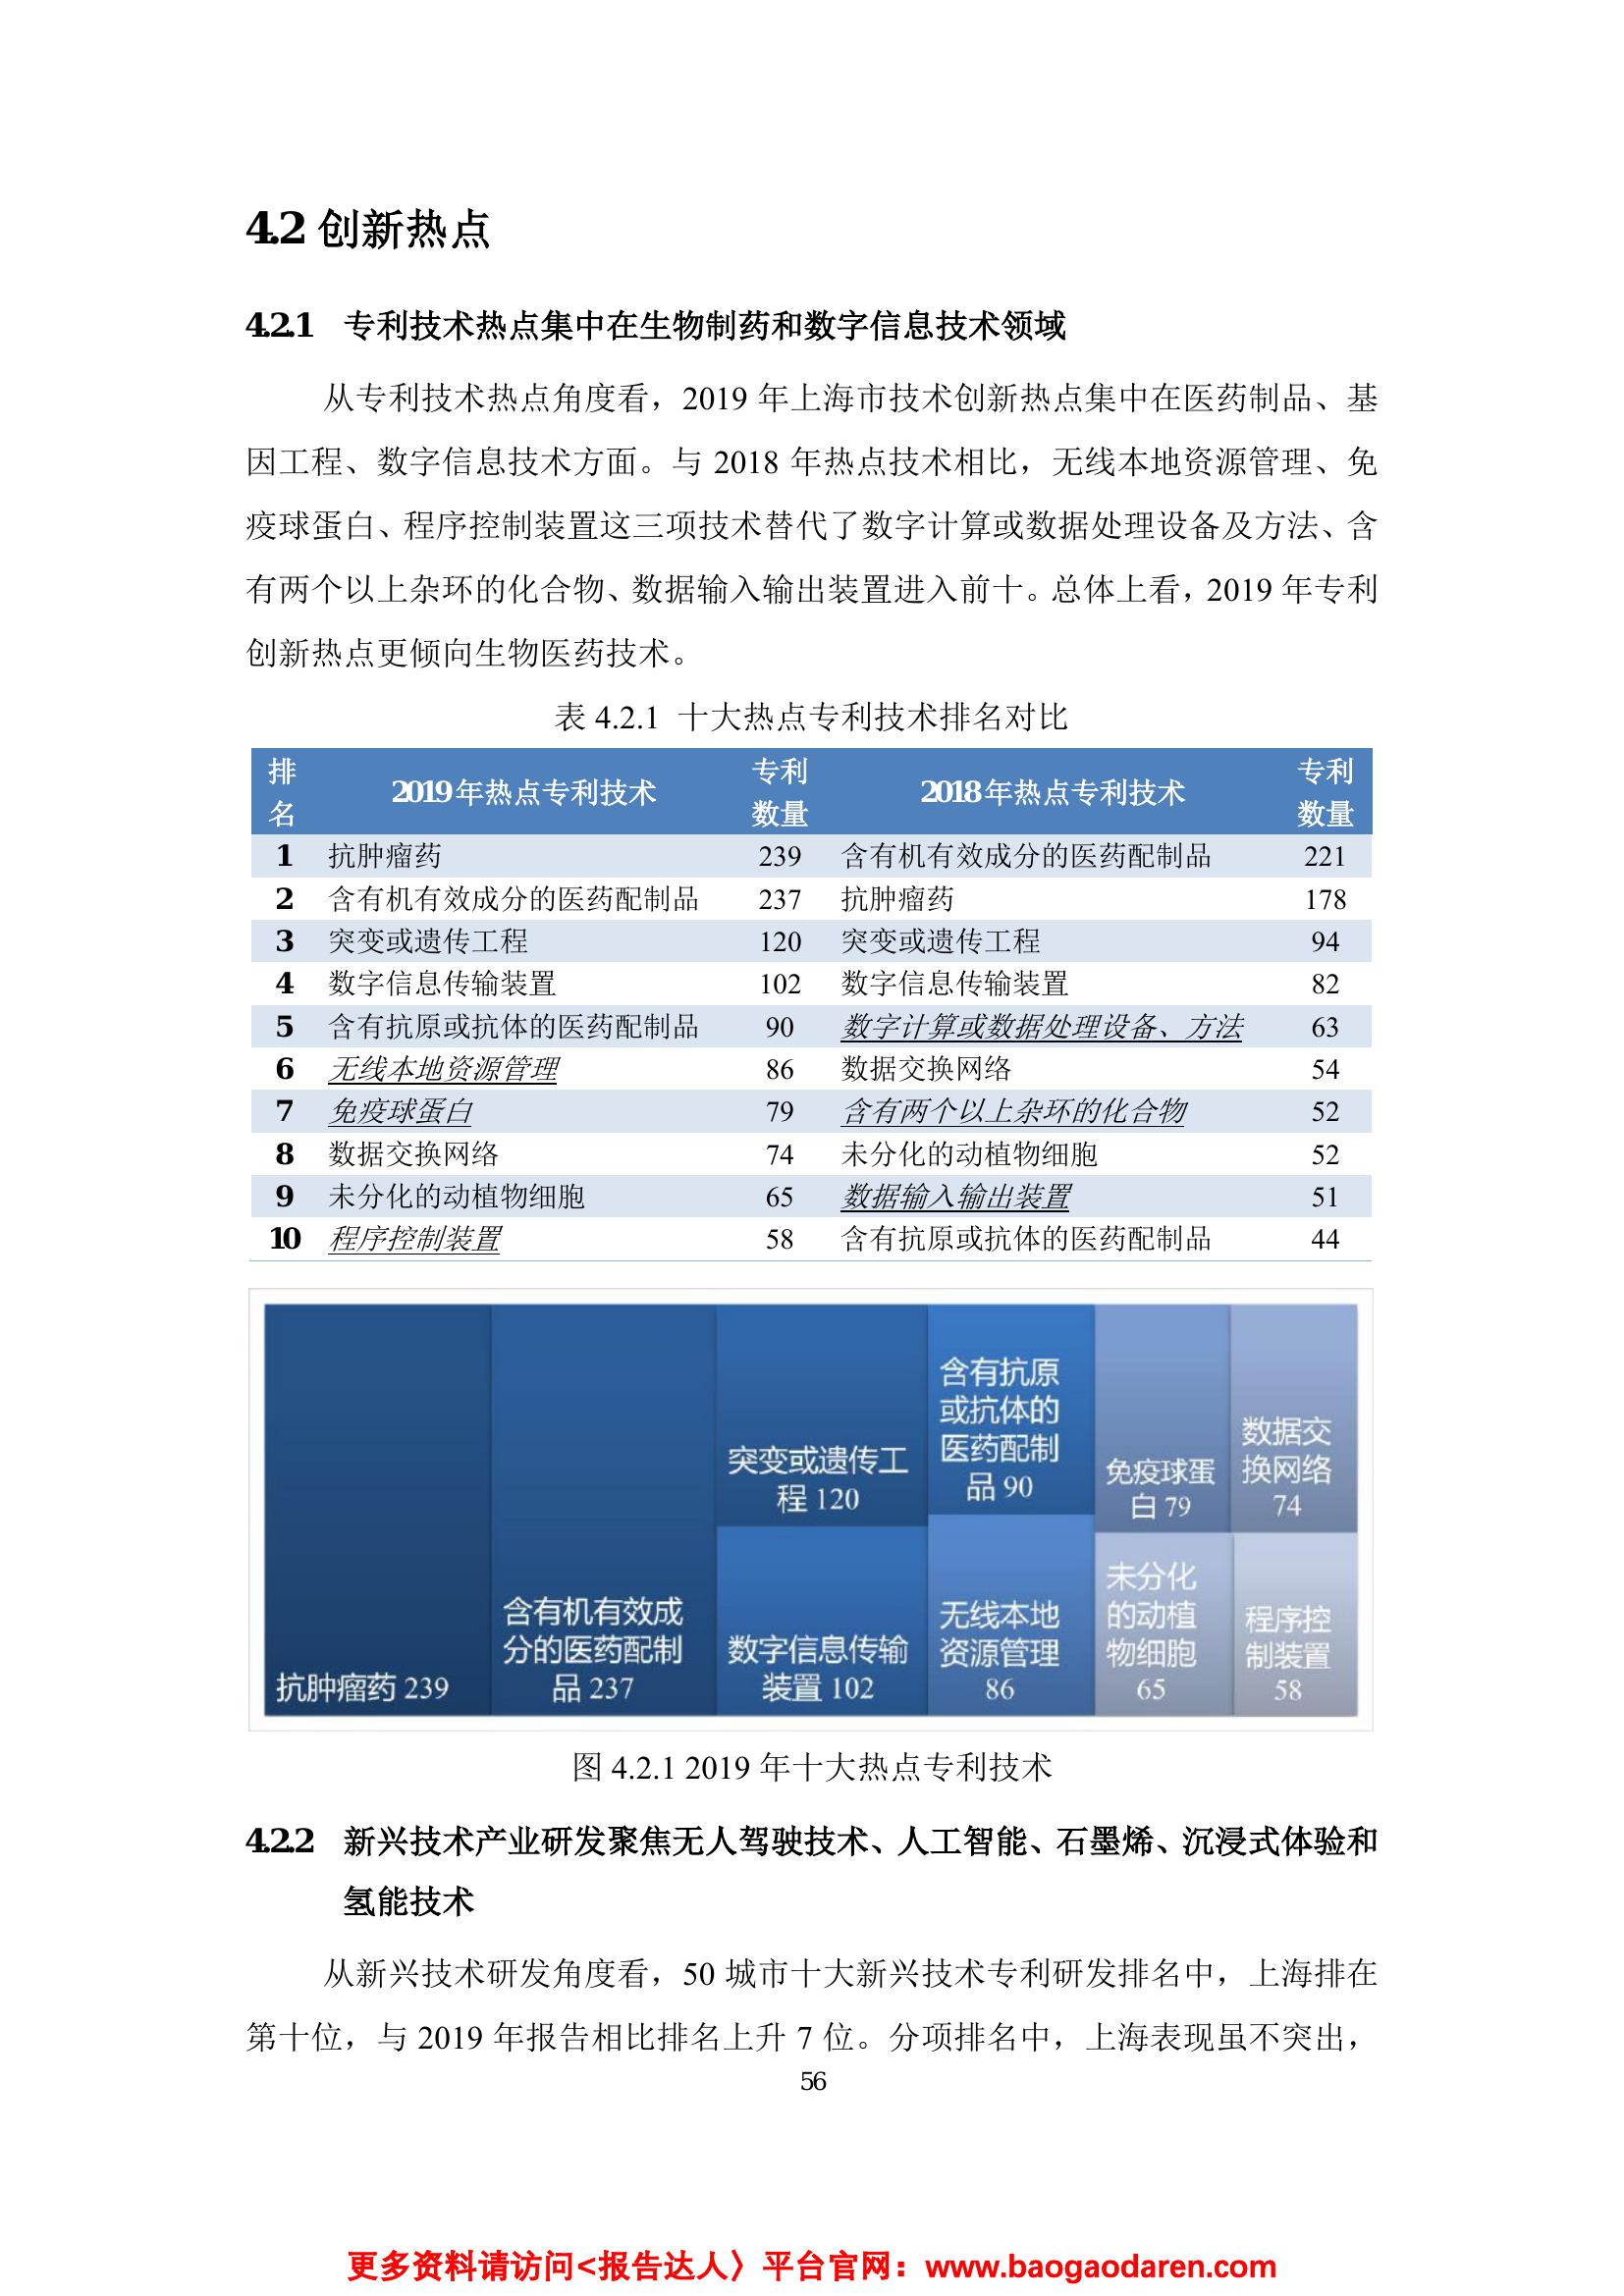 4.2 创新热点
4.2.1 专利技术热点集中在生物制药和数字信息技术领域
从专利技术热点角度看，2019 年上海市技术创新热点集中在医药制品、基
因工程、数字信息技术方面。与 2018 年热点技术相比，无线本地资源管理、免
疫球蛋白、程序控制装置这三项技术替代了数字计算或数据处理设备及方法、含
有两个以上杂环的化合物、数据输入输出装置进入前十。总体上看，2019 年专利
创新热点更倾向生物医药技术。
表 4.2.1 十大热点专利技术排名对比
排名 2019年热点专利技术 专利数量 2018年热点专利技术 专利数量
1 抗肿瘤药 239 含有机有效成分的医药配制品 221
2 含有机有效成分的医药配制品 237 抗肿瘤药 178
3 突变或遗传工程 120 突变或遗传工程 94
4 数字信息传输装置 102 数字信息传输装置 82
5 含有抗原或抗体的医药配制品 90 数字计算或数据处理设备、方法 63
6 无线本地资源管理 86 数据交换网络 54
7 免疫球蛋白 79 含有两个以上杂环的化合物 52
8 数据交换网络 74 未分化的动植物细胞 52
9 未分化的动植物细胞 65 数据输入输出装置 51
10 程序控制装置 58 含有抗原或抗体的医药配制品 44
抗肿瘤药 239
含有机有效成
分的医药配制
品 237
突变或遗传工
程 120
数字信息传输
装置 102
含有抗原
或抗体的
医药配制
品 90
无线本地
资源管理
86
免疫球蛋
白 79
数据交
换网络
74
未分化
的动植
物细胞
65
程序控
制装置
58
图 4.2.1 2019 年十大热点专利技术
4.2.2 新兴技术产业研发聚焦无人驾驶技术、人工智能、石墨烯、沉浸式体验和
氢能技术
从新兴技术研发角度看，50 城市十大新兴技术专利研发排名中，上海排在
第十位，与 2019 年报告相比排名上升 7 位。分项排名中，上海表现虽不突出，
56
更多资料请访问<报告达人〉平台官网：www.baogaodaren.com